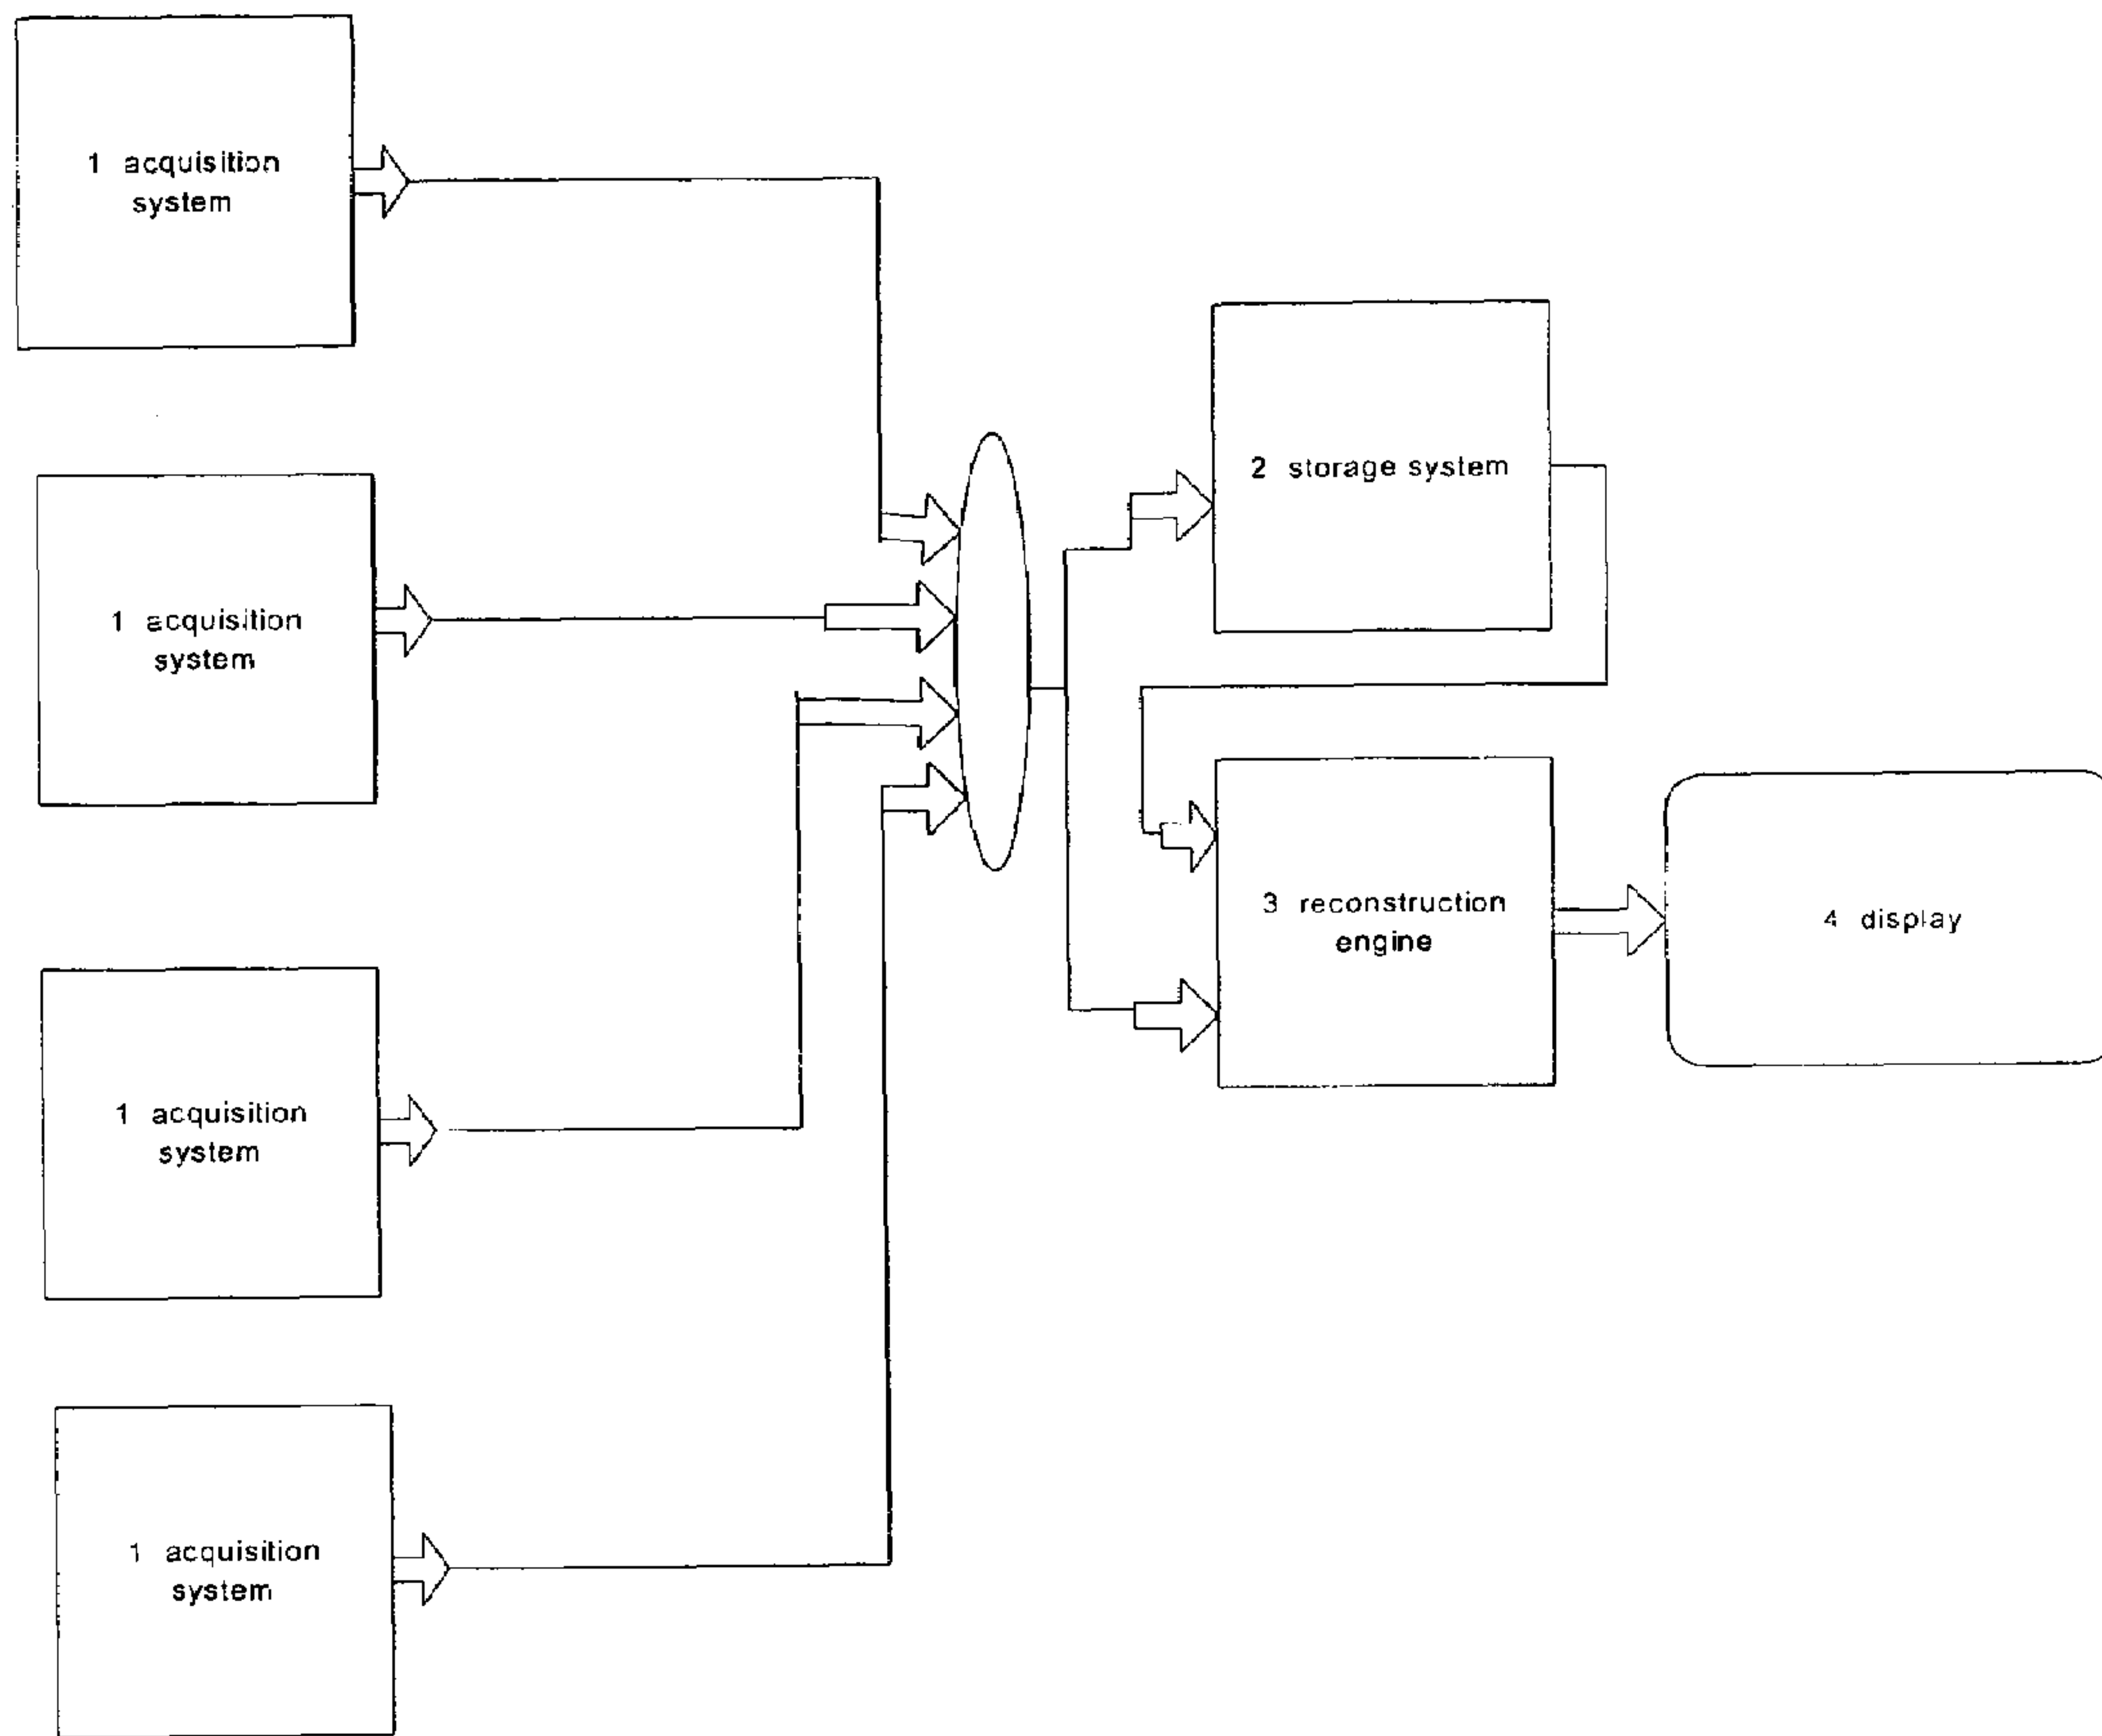 1 acquisition
system
2 storage system
1 acquisition
system
3 reconstruction
engine
4 display
1 acquisition
system
1 acquisition
system